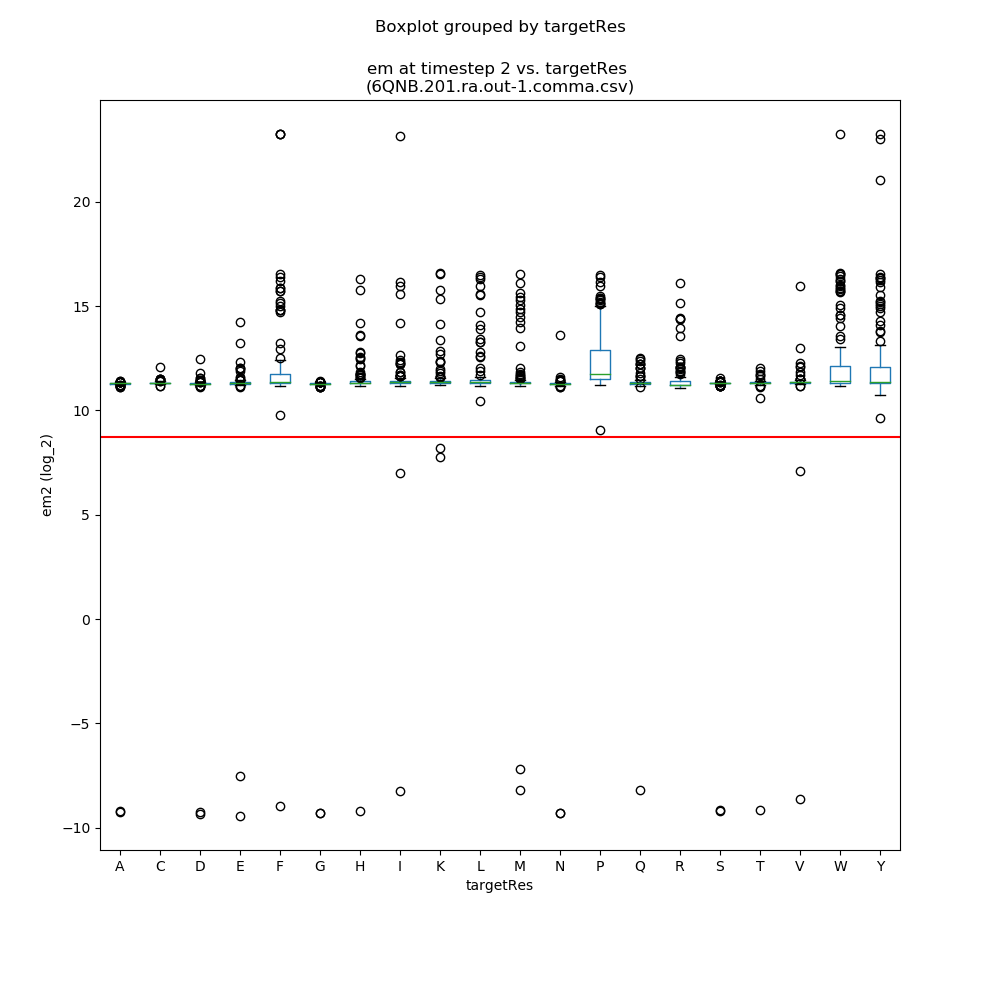 Boxplot grouped by targetRes
em at timestep 2 vs. targetRes
(6QNB.201.ra.out-1.comma.csv)
em2 (log_2)
20
15
10
5
0
−5
−10
A C D E F G H I K L M N P Q R S T V W Y
targetRes